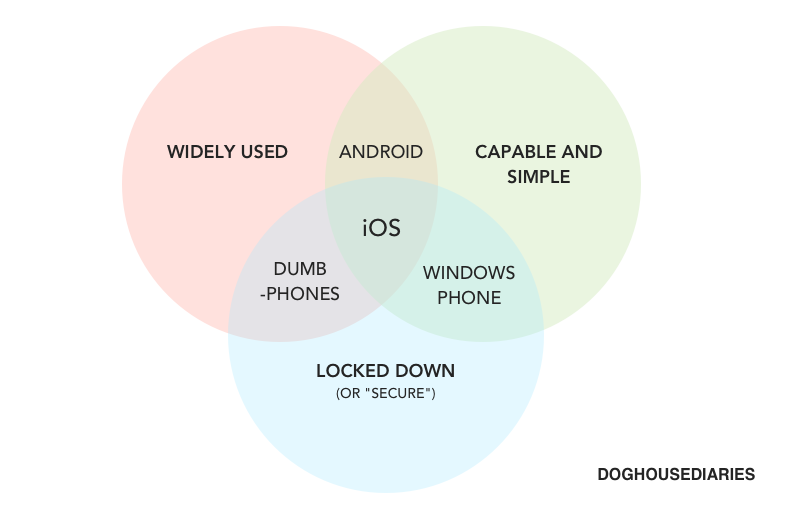 WIDELY USED
ANDROID
CAPABLE AND
SIMPLE
iOS
DUMB
-PHONES
WINDOWS
PHONE
LOCKED DOWN
(OR "SECURE")
DOGHOUSEDIARIES